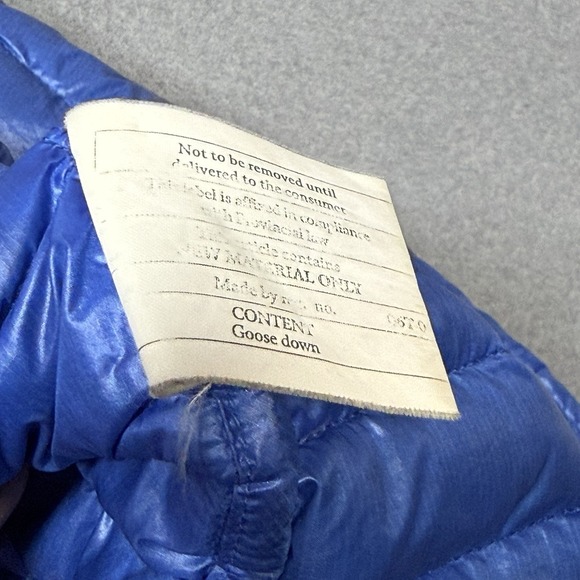 Not to be removed until
delivered to the consumer
This label is affixed in compliance
with Provincial law
This article contains
NEW MATERIAL ONLY
Made by reg. no.
CONTENT
Goose down